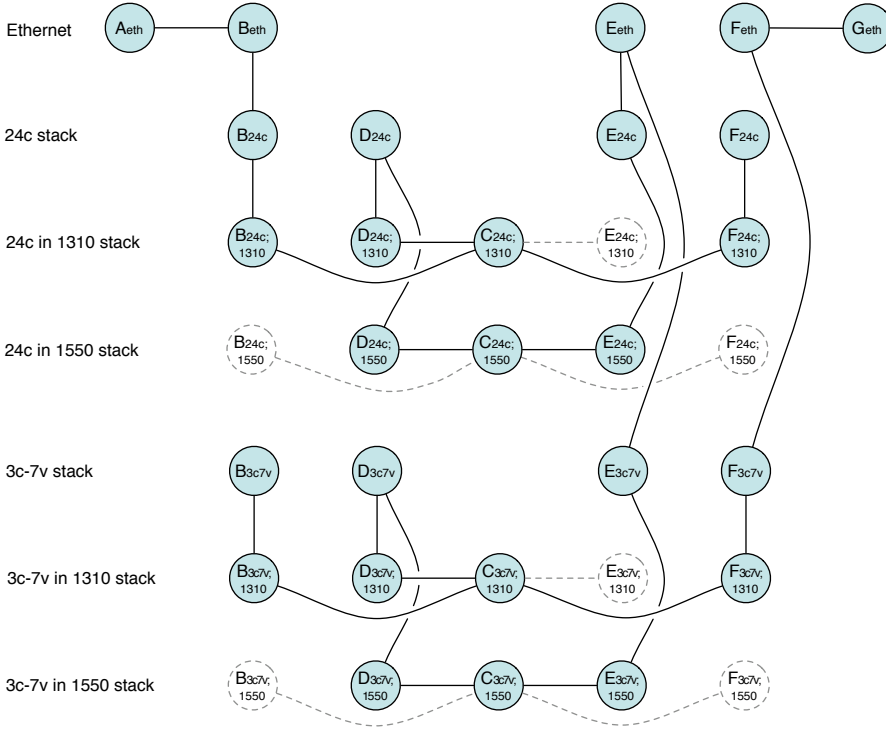 Ethernet Aeth Beth Eeth Feth Geth
24c stack B24c D24c E24c F24c
24c in 1310 stack B24c; D24c; C24c; E24c; F24c;
1310 1310 1310 1310 1310
24c in 1550 stack B24c; D24c; C24c; E24c; F24c;
1550 1550 1550 1550 1550
3c-7v stack B3c7v D3c7v E3c7v F3c7v
3c-7v in 1310 stack B3c7v; D3c7v; C3c7v; E3c7v; F3c7v;
1310 1310 1310 1310 1310
3c-7v in 1550 stack B3c7v; D3c7v; C3c7v; E3c7v; F3c7v;
1550 1550 1550 1550 1550